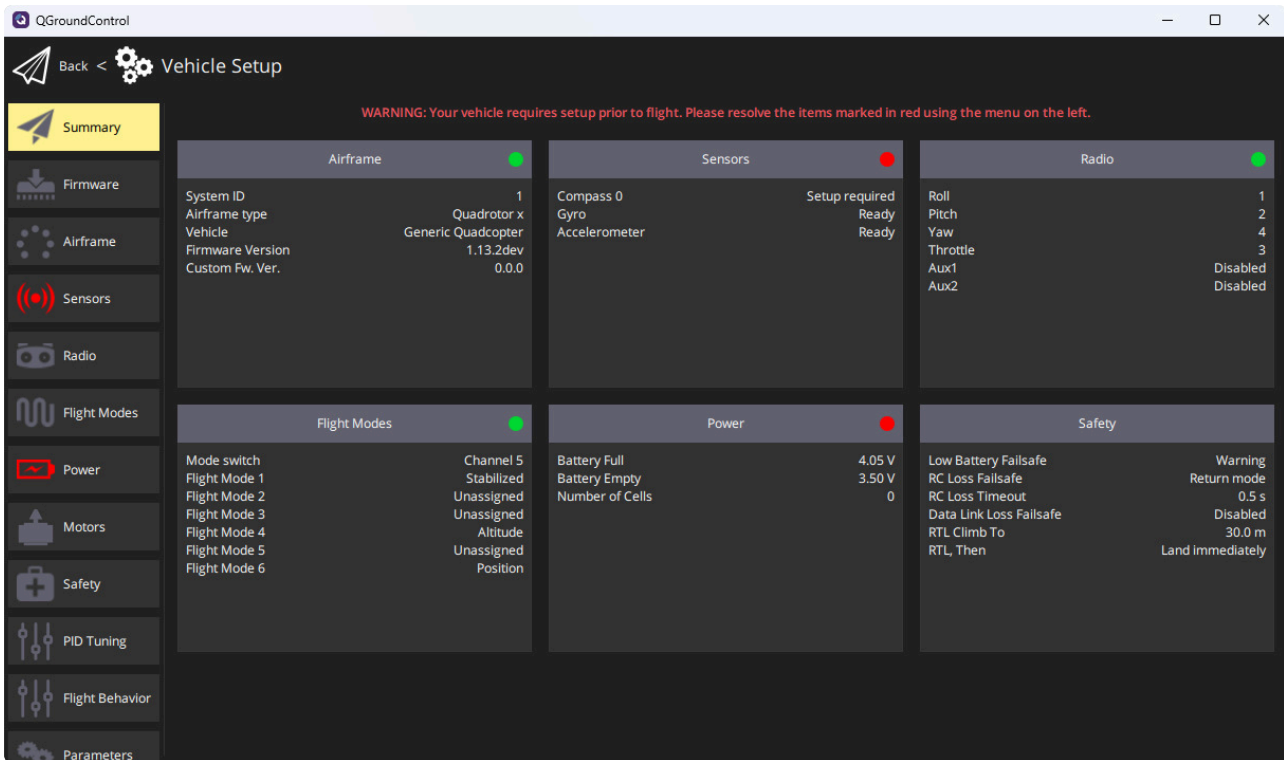 QGroundControl
Back < Vehicle Setup
WARNING: Your vehicle requires setup prior to flight. Please resolve the items marked in red using the menu on the left.
Summary
Firmware
Airframe
Sensors
Radio
Flight Modes
Power
Motors
Safety
PID Tuning
Flight Behavior
Parameters
Airframe
System ID 1
Airframe type Quadrotor x
Vehicle Generic Quadcopter
Firmware Version 1.13.2dev
Custom Fw. Ver. 0.0.0
Sensors
Compass 0 Setup required
Gyro Ready
Accelerometer Ready
Radio
Roll 1
Pitch 2
Yaw 4
Throttle 3
Aux1 Disabled
Aux2 Disabled
Flight Modes
Mode switch Channel 5
Flight Mode 1 Stabilized
Flight Mode 2 Unassigned
Flight Mode 3 Unassigned
Flight Mode 4 Altitude
Flight Mode 5 Unassigned
Flight Mode 6 Position
Power
Battery Full 4.05 V
Battery Empty 3.50 V
Number of Cells 0
Safety
Low Battery Failsafe Warning
RC Loss Failsafe Return mode
RC Loss Timeout 0.5 s
Data Link Loss Failsafe Disabled
RTL Climb To 30.0 m
RTL, Then Land immediately